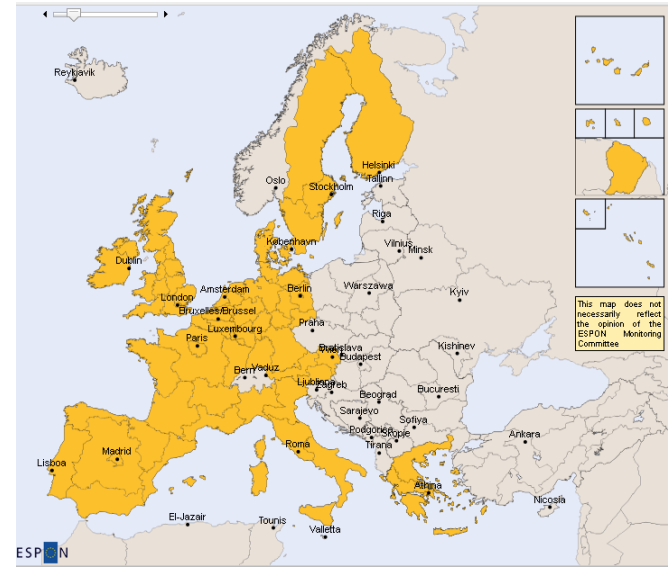 Reykjavik
Helsinki
Oslo
Tallinn
Stockholm
Riga
København
Vilnius
Minsk
Dublin
Amsterdam
Berlin
Warszawa
Kyiv
London
Bruxelles/Brüssel
Praha
Luxembourg
Paris
Bratislava
Kishinev
Budapest
Bern
Vaduz
Ljubljana
Zagreb
Beograd
Bucuresti
Sarajevo
Sofiya
Podgorica
Skopje
Ankara
Roma
Tirana
Madrid
Lisboa
Athina
Nicosia
El-Jazair
Tounis
Valletta
This map does not
necessarily reflect
the opinion of the
ESPON Monitoring
Committee
ESPON